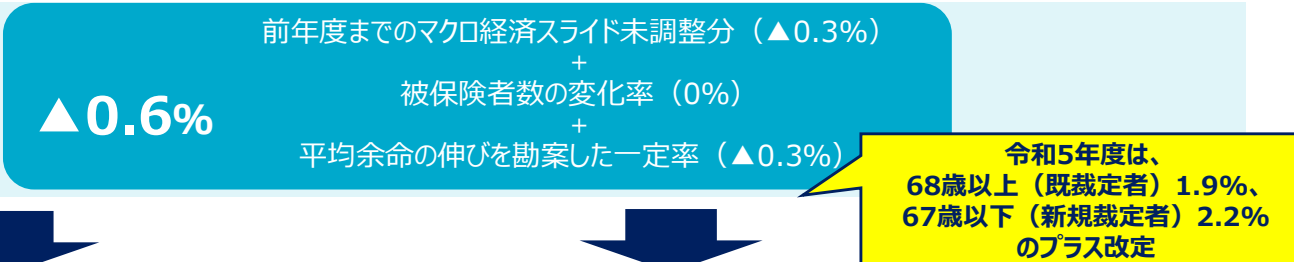 前年度までのマクロ経済スライド未調整分（▲0.3%）
+
被保険者数の変化率（0%）
+
平均余命の伸びを勘案した一定率（▲0.3%）
▲0.6%
令和5年度は、
68歳以上（既裁定者）1.9%、
67歳以下（新規裁定者）2.2%
のプラス改定